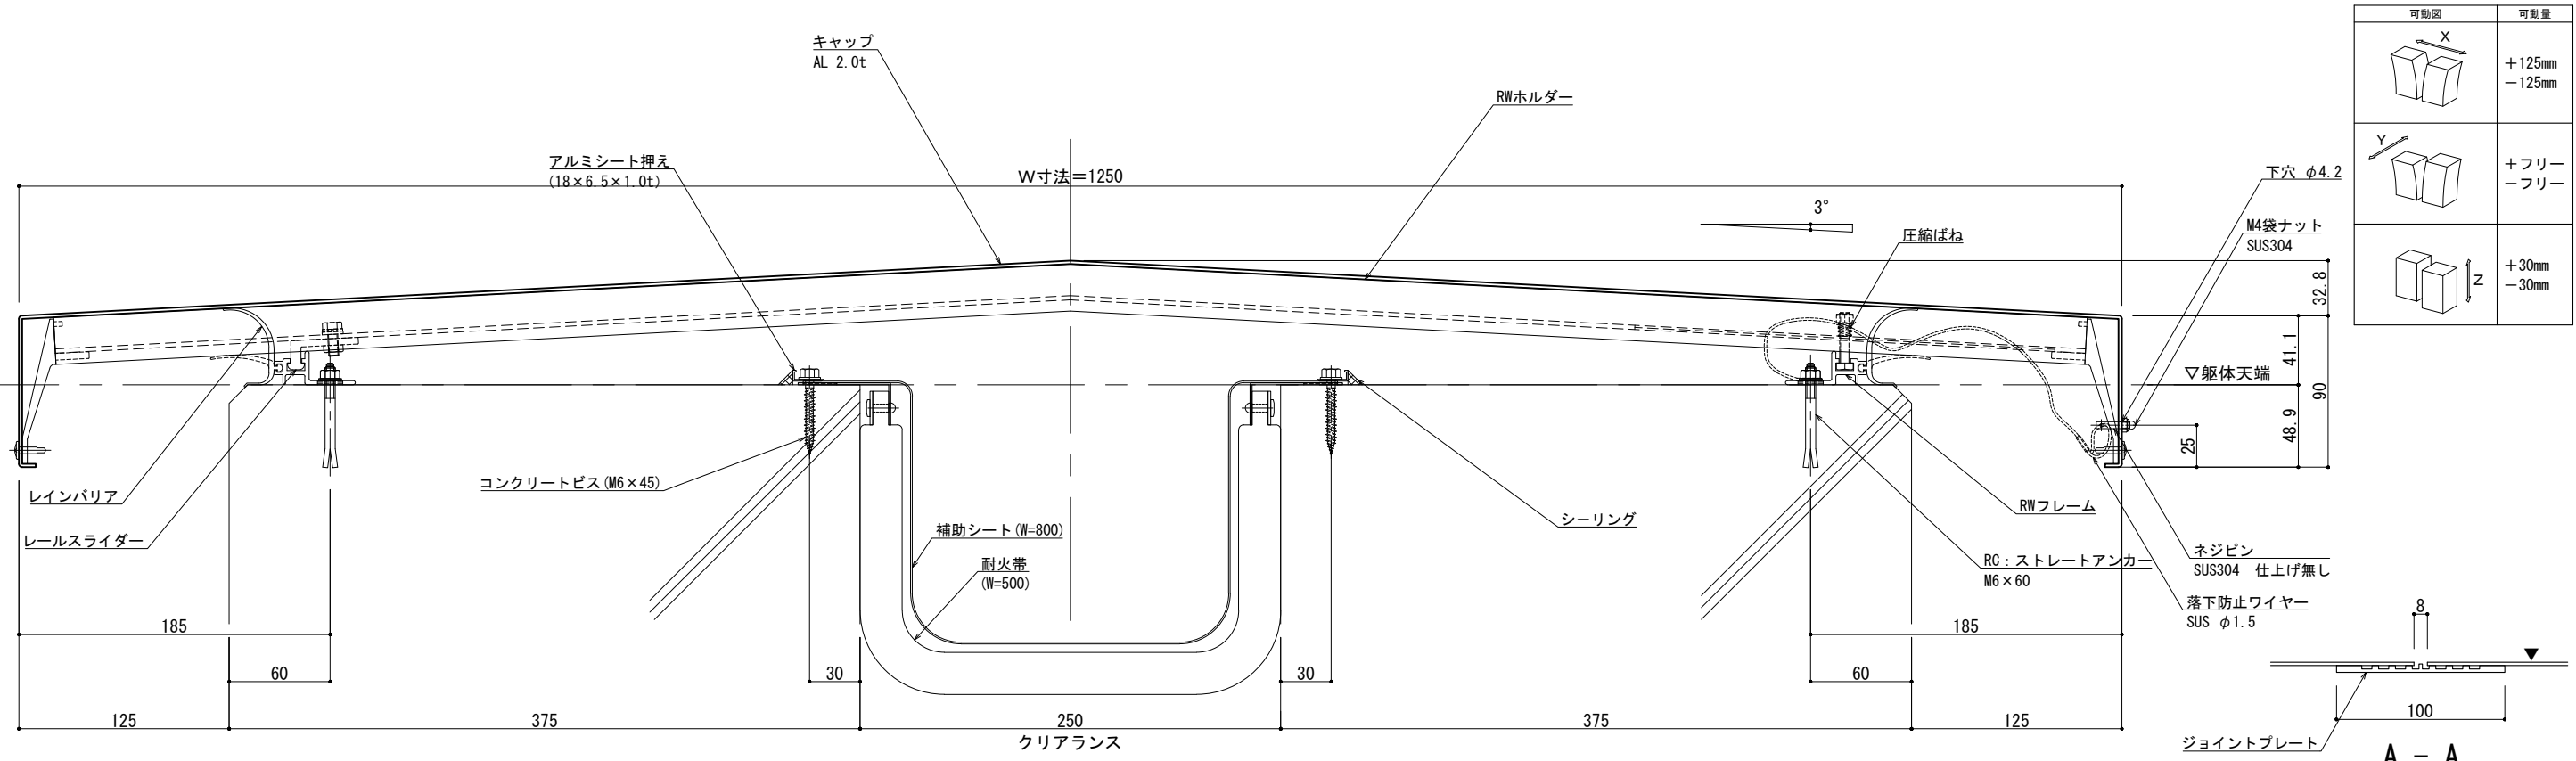 可動図 可動量
X
+125mm
−125mm
Y
+フリー
−フリー
Z
+30mm
−30mm
キャップ
AL 2.0t
RWホルダー
アルミシート押え
(18×6.5×1.0t)
W寸法=1250
3°
圧縮ばね
下穴 φ4.2
M4袋ナット
SUS304
32.8
41.1
▽躯体天端
90
48.9
25
レインバリア
レールスライダー
コンクリートビス(M6×45)
補助シート(W=800)
耐火帯
(W=500)
シーリング
RWフレーム
RC:ストレートアンカー
M6×60
ネジピン
SUS304 仕上げ無し
落下防止ワイヤー
SUS φ1.5
185
185
8
60
30
30
60
100
125
375
250
375
125
クリアランス
ジョイントプレート
A − A